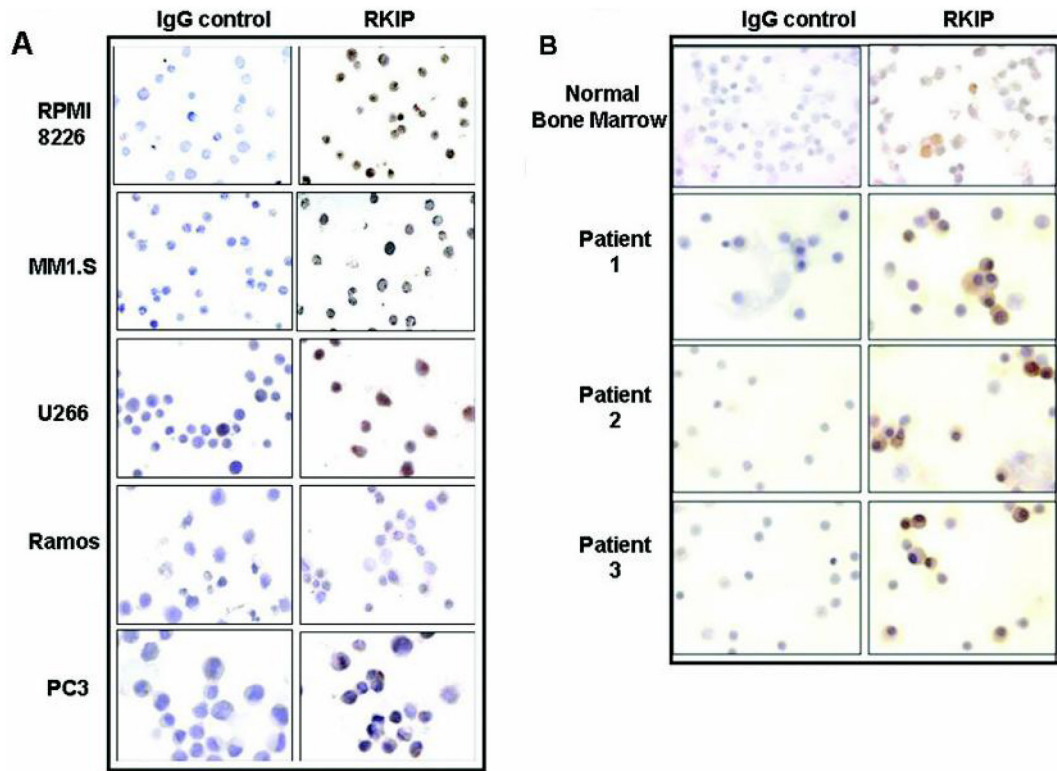 A
IgG control
RKIP
RPMI
8226
MM1.S
U266
Ramos
PC3
B
IgG control
RKIP
Normal
Bone Marrow
Patient
1
Patient
2
Patient
3